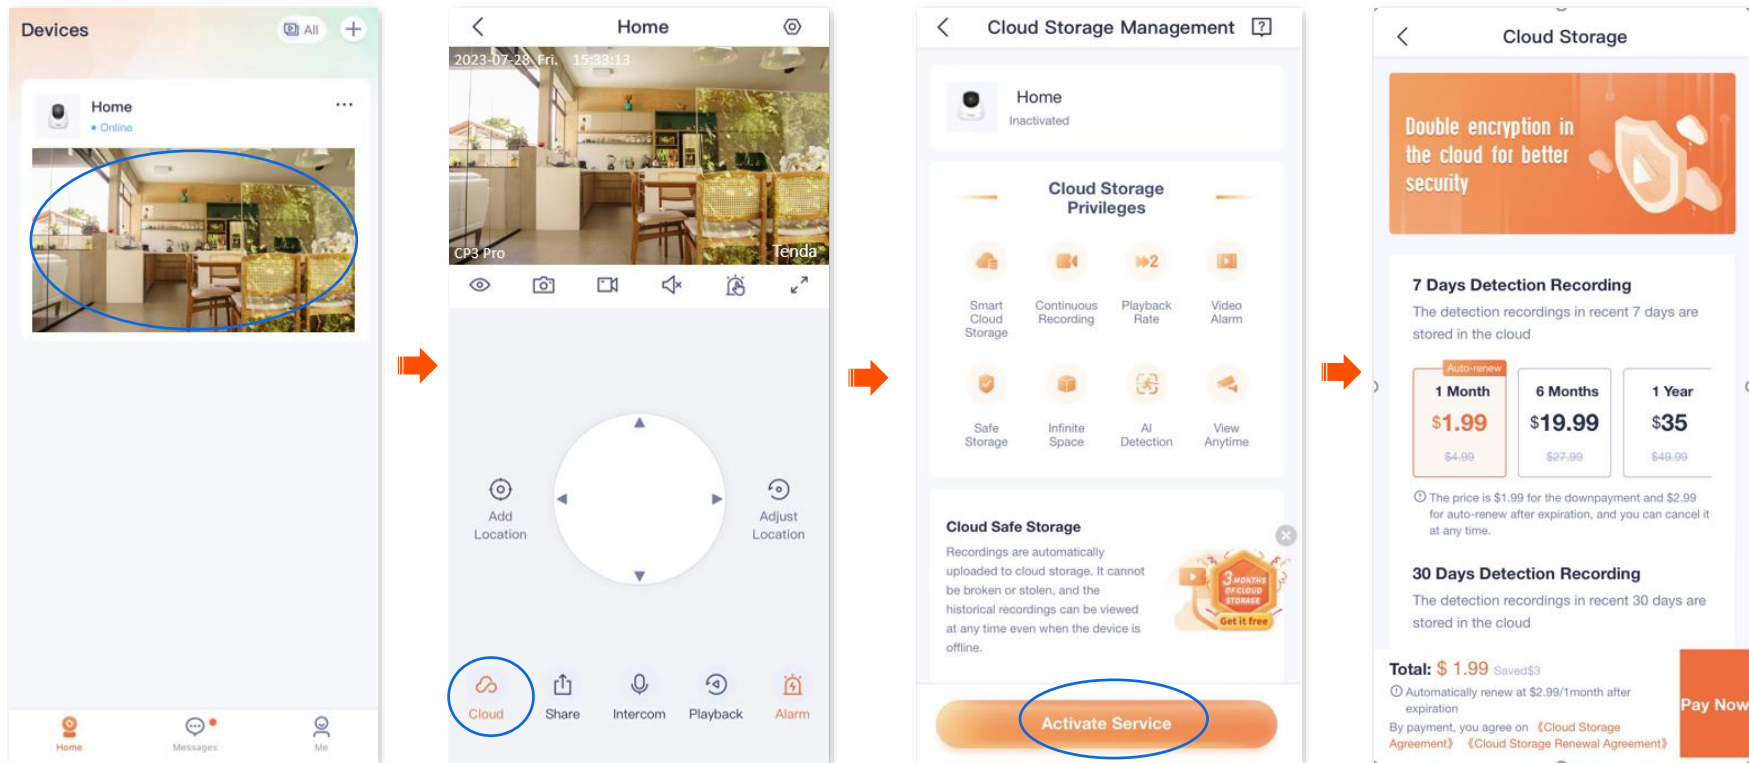 Devices
All
Home
Online
Home
Messages
Me
Home
2023-07-28 Fri. 15:33:13
CP3 Pro
Tenda
Add
Location
Adjust
Location
Cloud
Share
Intercom
Playback
Alarm
Cloud Storage Management
Home
Inactivated
Cloud Storage
Privileges
Smart
Cloud
Storage
Continuous
Recording
Playback
Rate
Video
Alarm
Safe
Storage
Infinite
Space
AI
Detection
View
Anytime
Cloud Safe Storage
Recordings are automatically
uploaded to cloud storage. It cannot
be broken or stolen, and the
historical recordings can be viewed
at any time even when the device is
offline.
3 MONTHS
OF CLOUD
STORAGE
Get it free
Activate Service
Cloud Storage
Double encryption in
the cloud for better
security
7 Days Detection Recording
The detection recordings in recent 7 days are
stored in the cloud
Auto-renew
1 Month
$1.99
$4.99
6 Months
$19.99
$27.99
1 Year
$35
$49.99
The price is $1.99 for the downpayment and $2.99
for auto-renew after expiration, and you can cancel it
at any time.
30 Days Detection Recording
The detection recordings in recent 30 days are
stored in the cloud
Total: $ 1.99 Saved$3
Automatically renew at $2.99/1month after
expiration
By payment, you agree on 《Cloud Storage
Agreement》 《Cloud Storage Renewal Agreement》
Pay Now